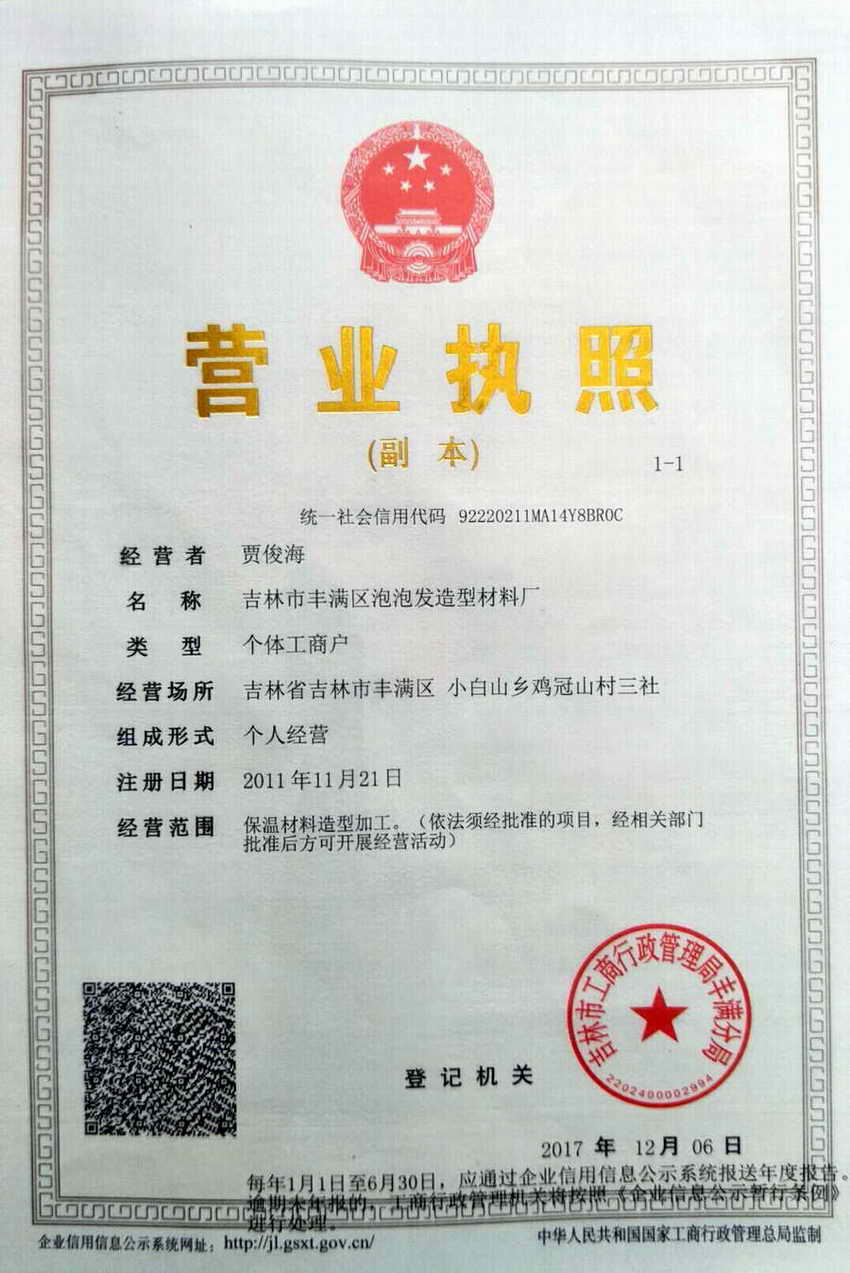 营业执照
(副 本)
1-1
统一社会信用代码 92220211MA14Y8BR0C
经营者 贾俊海
名称 吉林市丰满区泡泡发造型材料厂
类型 个体工商户
经营场所 吉林省吉林市丰满区 小白山乡鸡冠山村三社
组成形式 个人经营
注册日期 2011年11月21日
经营范围 保温材料造型加工。（依法须经批准的项目，经相关部门
批准后方可开展经营活动）
吉林市工商行政管理局丰满分局
2202400002994
登记机关
2017 年 12月 06 日
每年1月1日至6月30日，应通过企业信用信息公示系统报送年度报告。
逾期未年报的，工商行政管理机关将按照《企业信息公示暂行条例》
进行处理。
企业信用信息公示系统网址：http://jl.gsxt.gov.cn/
中华人民共和国国家工商行政管理总局监制